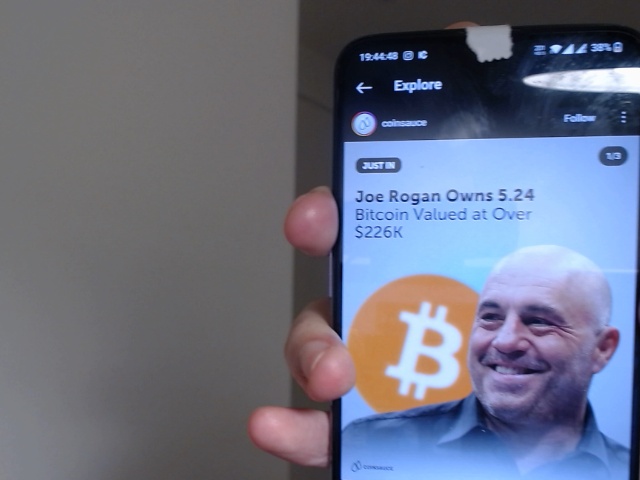 19:44:48
38%
Explore
coinsauce
Follow
JUST IN
1/3
Joe Rogan Owns 5.24
Bitcoin Valued at Over
$226K
COINSAUCE